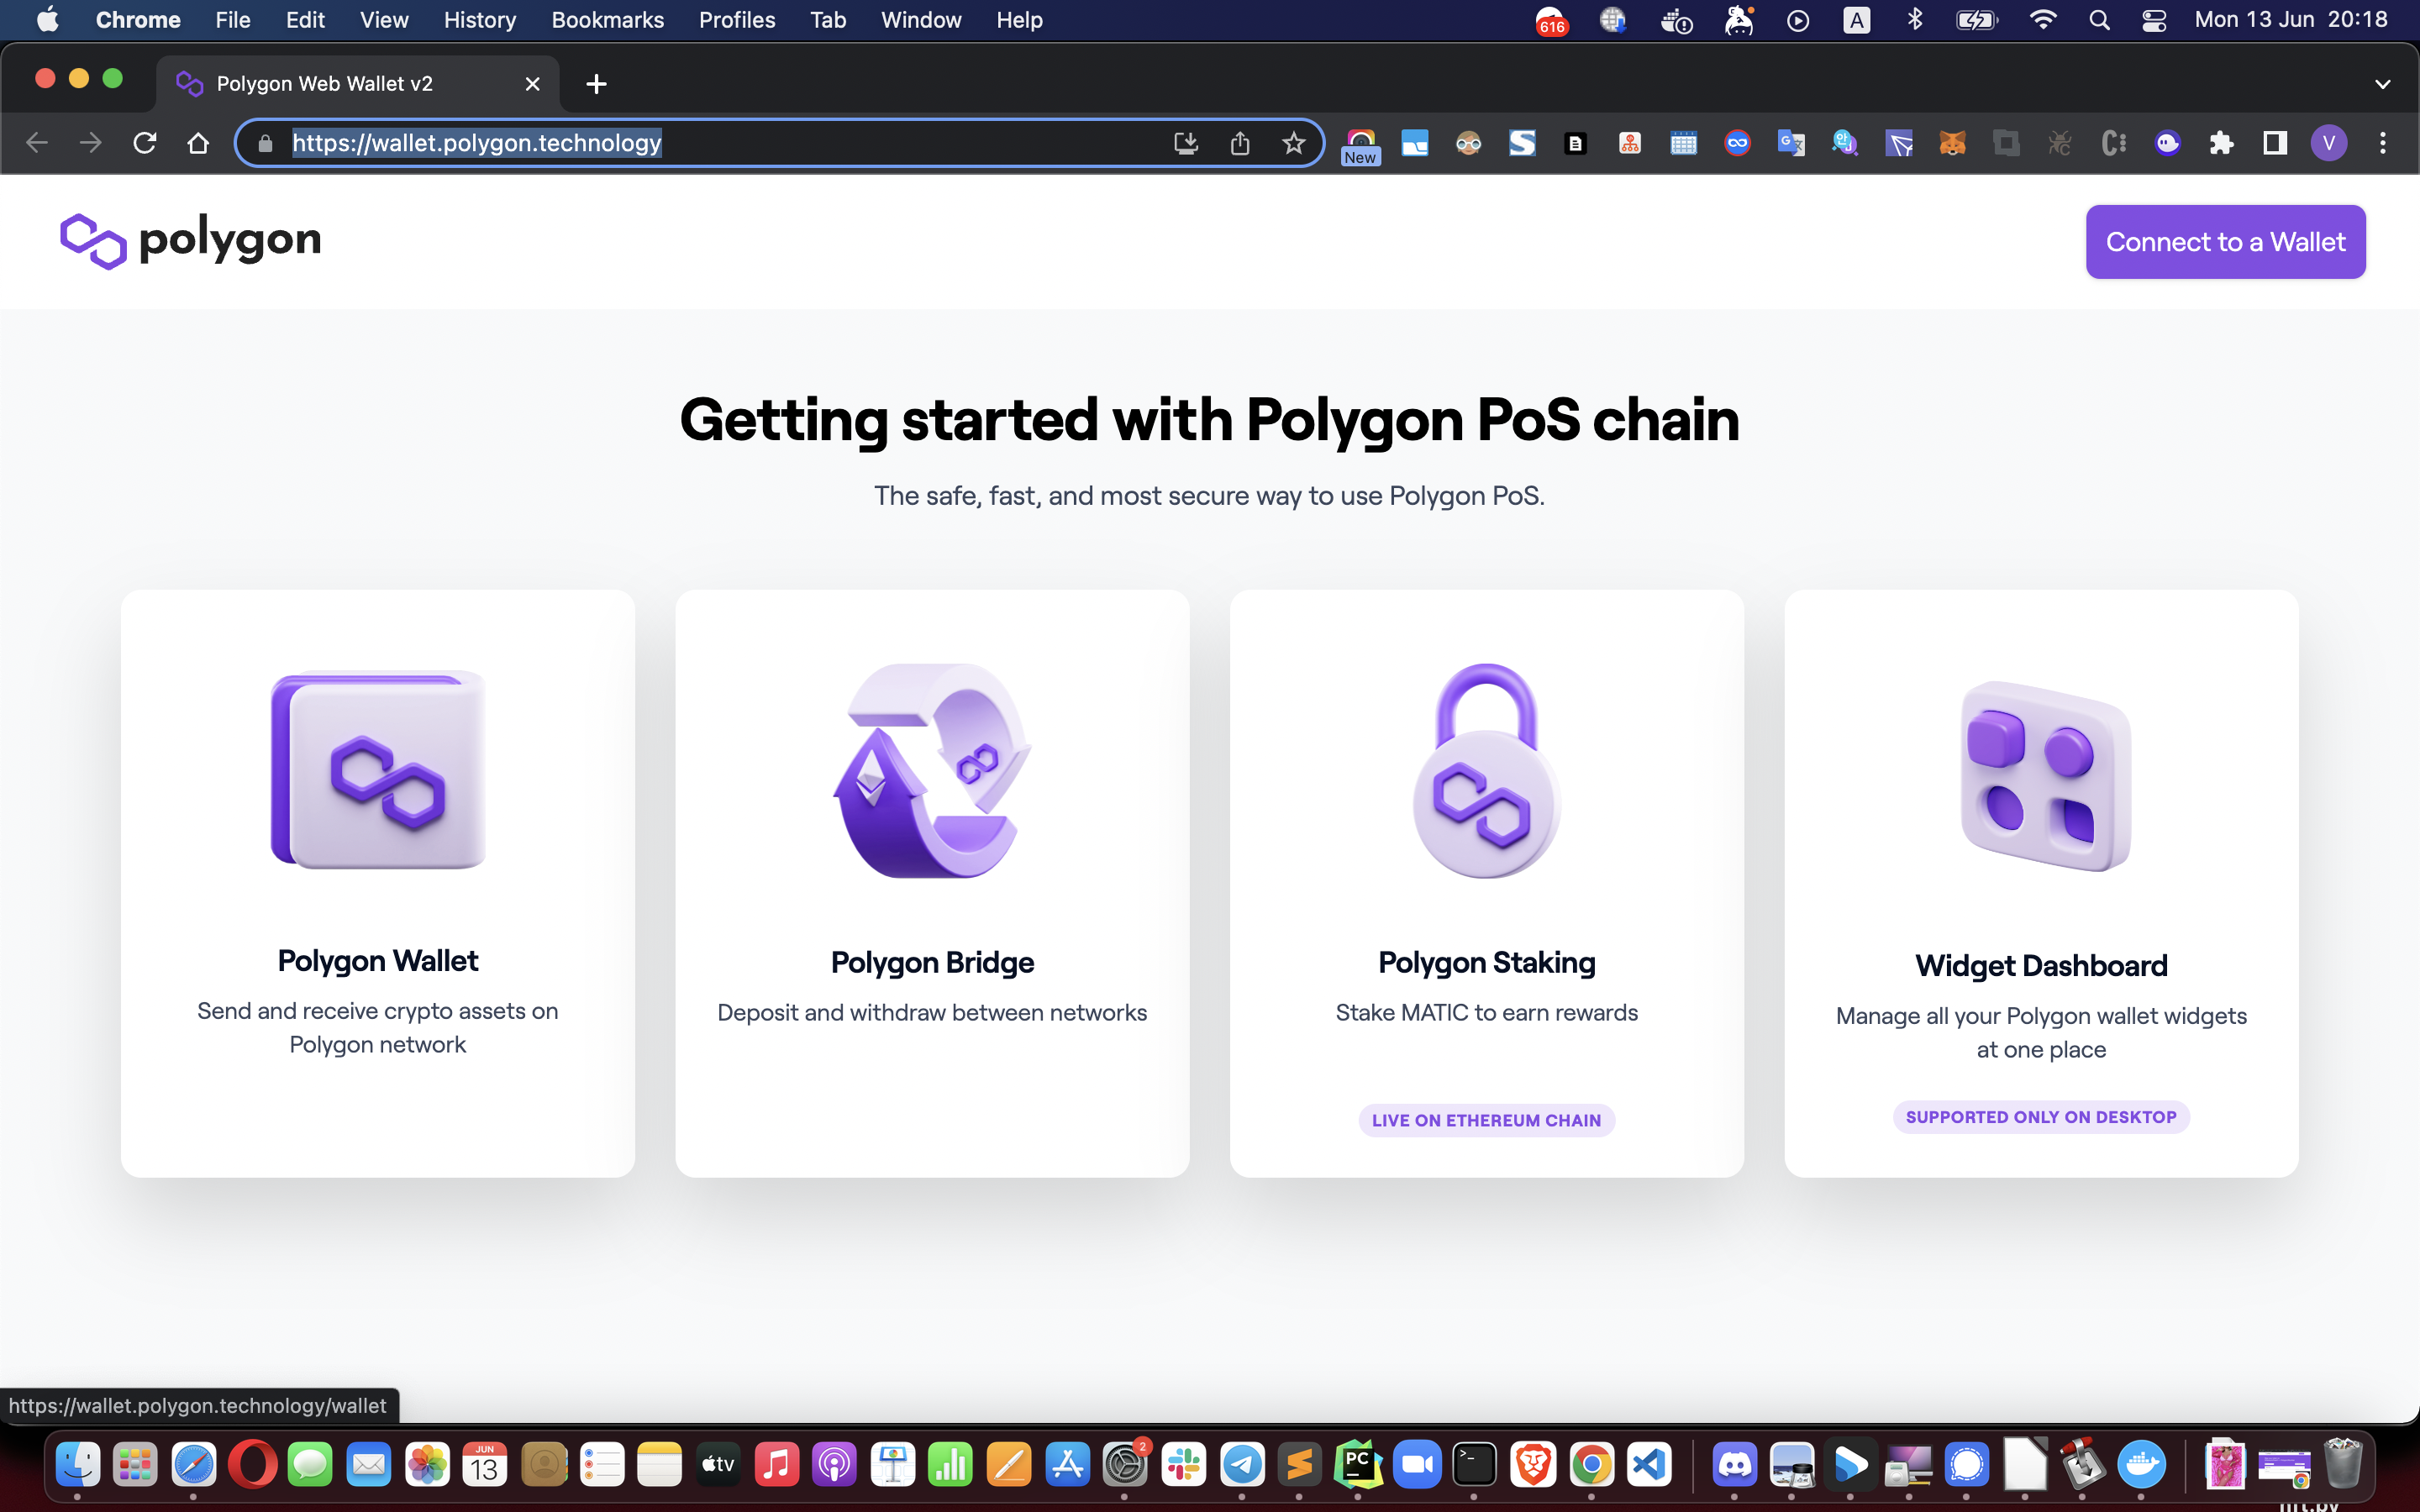 Chrome File Edit View History Bookmarks Profiles Tab Window Help 616 A Mon 13 Jun 20:18
Polygon Web Wallet v2
https://wallet.polygon.technology New V
polygon
Connect to a Wallet
Getting started with Polygon PoS chain
The safe, fast, and most secure way to use Polygon PoS.
Polygon Wallet
Send and receive crypto assets on
Polygon network
Polygon Bridge
Deposit and withdraw between networks
Polygon Staking
Stake MATIC to earn rewards
LIVE ON ETHEREUM CHAIN
Widget Dashboard
Manage all your Polygon wallet widgets
at one place
SUPPORTED ONLY ON DESKTOP
https://wallet.polygon.technology/wallet
JUN
13
tv
2
PC